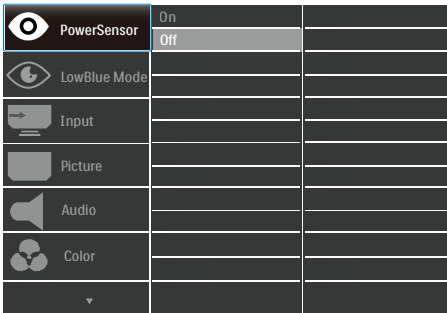 PowerSensor
On
Off
LowBlue Mode
Input
Picture
Audio
Color